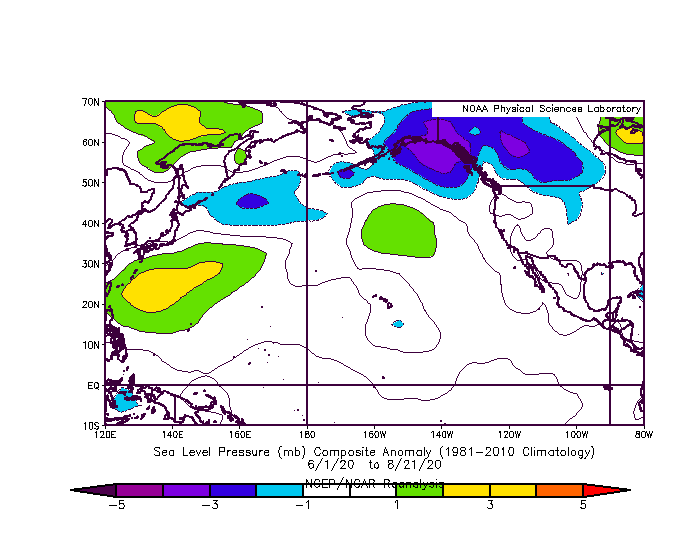 NOAA Physical Sciences Laboratory
70N
60N
50N
40N
30N
20N
10N
EQ
10S
120E 140E 160E 180 160W 140W 120W 100W 80W
Sea Level Pressure (mb) Composite Anomaly (1981-2010 Climatology)
6/1/20 to 8/21/20
NCEP/NCAR Reanalysis
-5 -3 -1 1 3 5